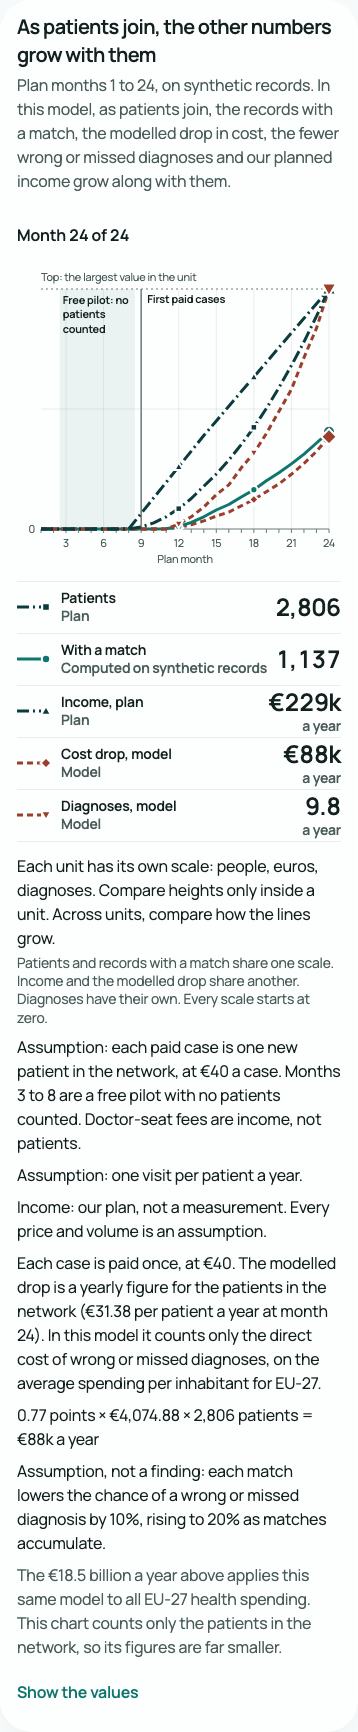 As patients join, the other numbers
grow with them
Plan months 1 to 24, on synthetic records. In
this model, as patients join, the records with
a match, the modelled drop in cost, the fewer
wrong or missed diagnoses and our planned
income grow along with them.
Month 24 of 24
Top: the largest value in the unit
Free pilot: no
patients
counted
First paid cases
0
3 6 9 12 15 18 21 24
Plan month
Patients
Plan
2,806
With a match
Computed on synthetic records
1,137
Income, plan
Plan
€229k
a year
Cost drop, model
Model
€88k
a year
Diagnoses, model
Model
9.8
a year
Each unit has its own scale: people, euros,
diagnoses. Compare heights only inside a
unit. Across units, compare how the lines
grow.
Patients and records with a match share one scale.
Income and the modelled drop share another.
Diagnoses have their own. Every scale starts at
zero.
Assumption: each paid case is one new
patient in the network, at €40 a case. Months
3 to 8 are a free pilot with no patients
counted. Doctor-seat fees are income, not
patients.
Assumption: one visit per patient a year.
Income: our plan, not a measurement. Every
price and volume is an assumption.
Each case is paid once, at €40. The modelled
drop is a yearly figure for the patients in the
network (€31.38 per patient a year at month
24). In this model it counts only the direct
cost of wrong or missed diagnoses, on the
average spending per inhabitant for EU-27.
0.77 points × €4,074.88 × 2,806 patients =
€88k a year
Assumption, not a finding: each match
lowers the chance of a wrong or missed
diagnosis by 10%, rising to 20% as matches
accumulate.
The €18.5 billion a year above applies this
same model to all EU-27 health spending.
This chart counts only the patients in the
network, so its figures are far smaller.
Show the values